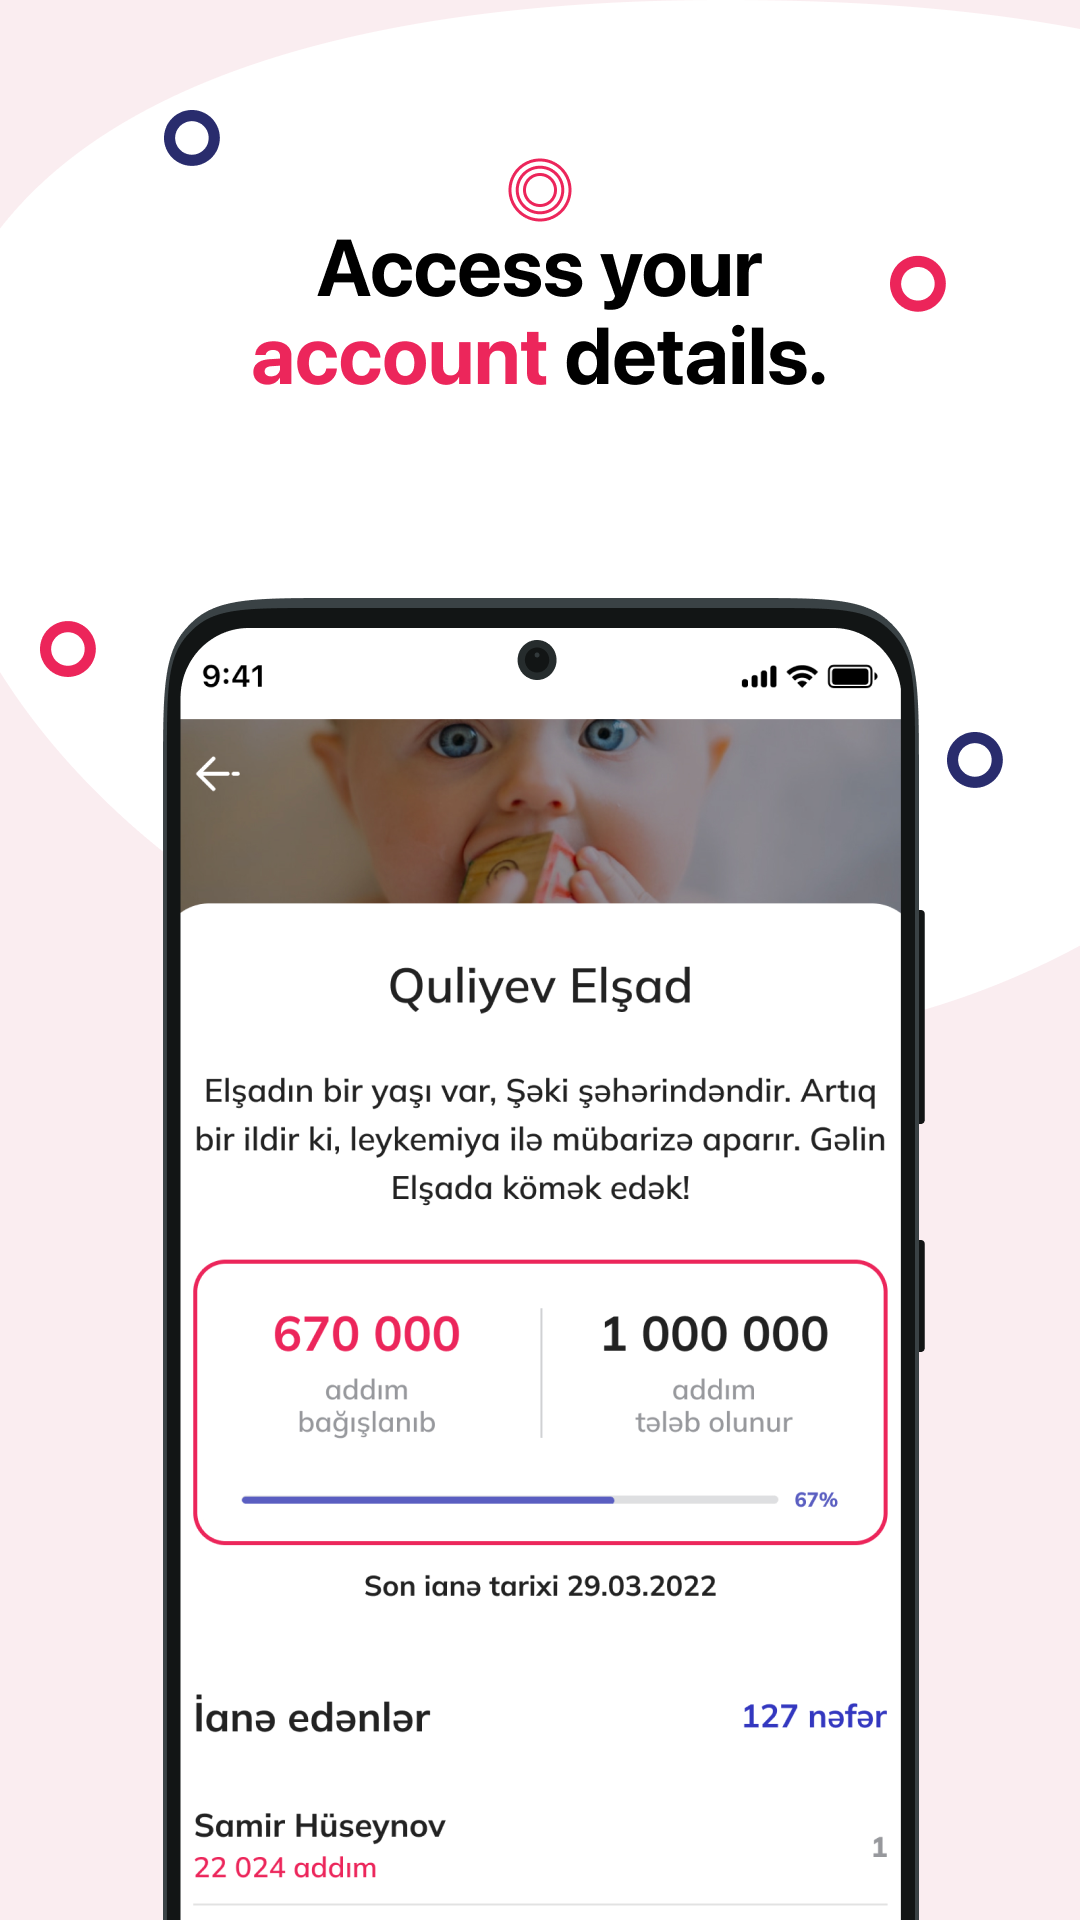 Access your
account details.
9:41
Quliyev Elşad
Elşadın bir yaşı var, Şəki şəhərindəndir. Artıq
bir ildir ki, leykemiya ilə mübarizə aparır. Gəlin
Elşada kömək edək!
670 000
addım
bağışlanıb
1 000 000
addım
tələb olunur
67%
Son ianə tarixi 29.03.2022
İanə edənlər
127 nəfər
Samir Hüseynov
22 024 addım
1